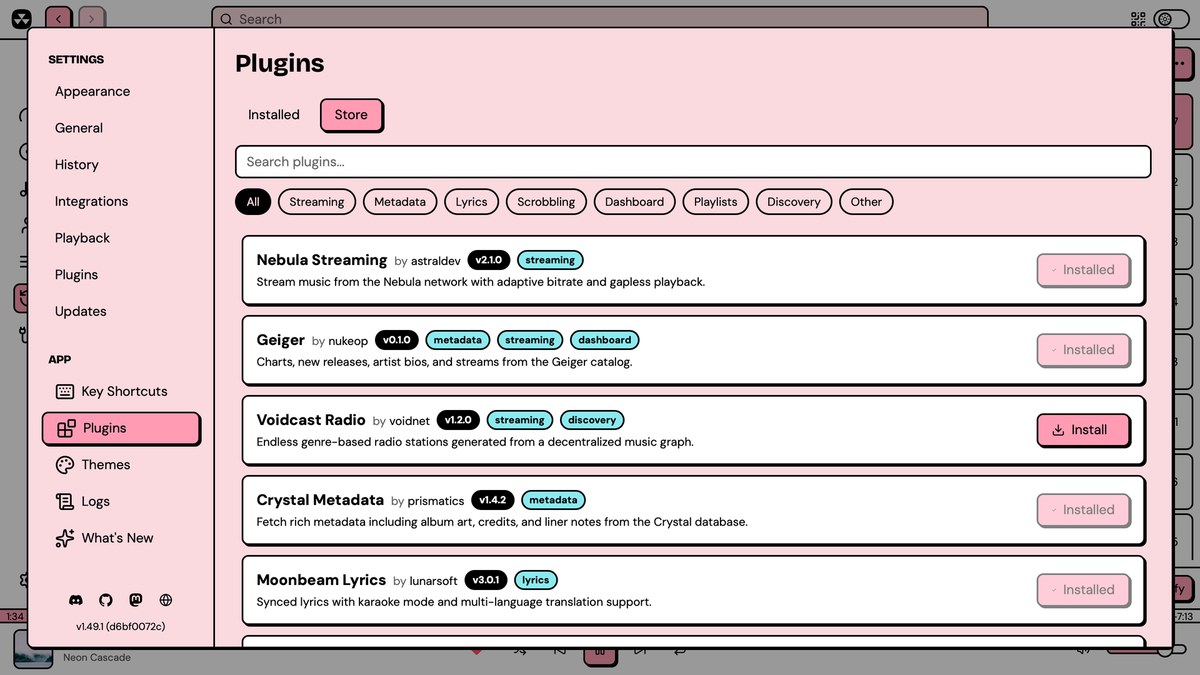 Search
SETTINGS
Appearance
General
History
Integrations
Playback
Plugins
Updates
APP
Key Shortcuts
Plugins
Themes
Logs
What's New
v1.49.1 (d6bf0072c)
Plugins
Installed
Store
Search plugins...
All
Streaming
Metadata
Lyrics
Scrobbling
Dashboard
Playlists
Discovery
Other
Nebula Streaming by astraldev v2.1.0 streaming
Stream music from the Nebula network with adaptive bitrate and gapless playback.
Installed
Geiger by nukeop v0.1.0 metadata streaming dashboard
Charts, new releases, artist bios, and streams from the Geiger catalog.
Installed
Voidcast Radio by voidnet v1.2.0 streaming discovery
Endless genre-based radio stations generated from a decentralized music graph.
Install
Crystal Metadata by prismatics v1.4.2 metadata
Fetch rich metadata including album art, credits, and liner notes from the Crystal database.
Installed
Moonbeam Lyrics by lunarsoft v3.0.1 lyrics
Synced lyrics with karaoke mode and multi-language translation support.
Installed
1:34
-7:13
Neon Cascade